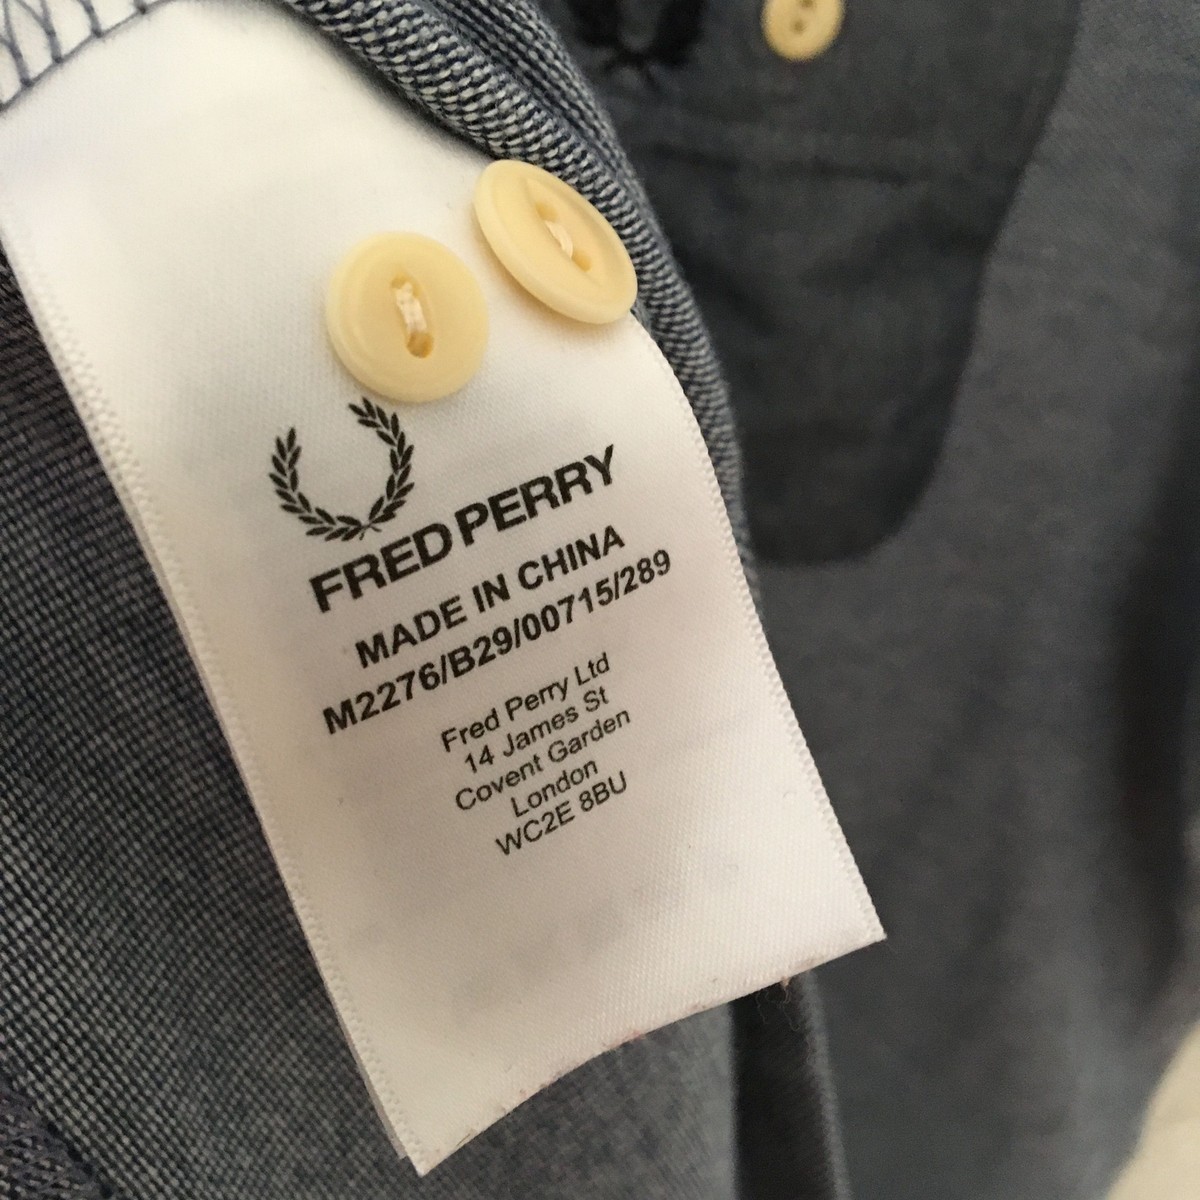 FRED PERRY
MADE IN CHINA
M2276/B29/00715/289
Fred Perry Ltd
14 James St
Covent Garden
London
WC2E 8BU